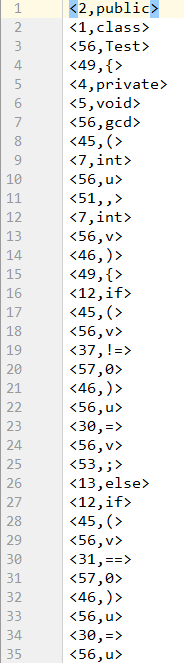 1 <2,public>
2 <1,class>
3 <56,Test>
4 <49,{>
5 <4,private>
6 <5,void>
7 <56,gcd>
8 <45,(>
9 <7,int>
10 <56,u>
11 <51,,>
12 <7,int>
13 <56,v>
14 <46,)>
15 <49,{>
16 <12,if>
17 <45,(>
18 <56,v>
19 <37,!=>
20 <57,0>
21 <46,)>
22 <56,u>
23 <30,=>
24 <56,v>
25 <53,;>
26 <13,else>
27 <12,if>
28 <45,(>
29 <56,v>
30 <31,==>
31 <57,0>
32 <46,)>
33 <56,u>
34 <30,=>
35 <56,u>